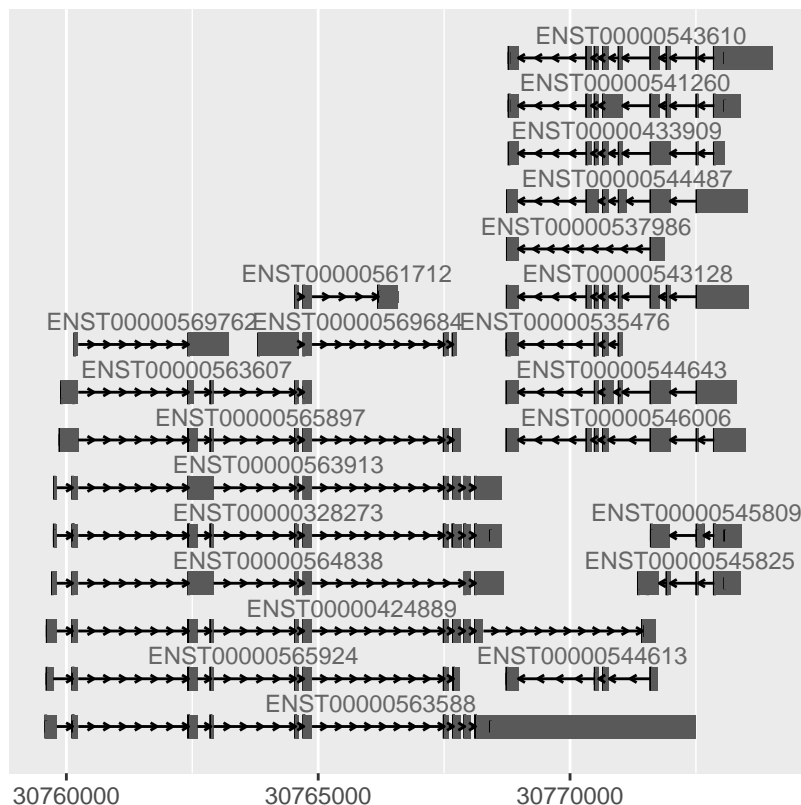 ENST00000543610
ENST00000541260
ENST00000433909
ENST00000544487
ENST00000537986
ENST00000561712 ENST00000543128
ENST00000569762 ENST00000569684 ENST00000535476
ENST00000563607 ENST00000544643
ENST00000565897 ENST00000546006
ENST00000563913
ENST00000328273 ENST00000545809
ENST00000564838 ENST00000545825
ENST00000424889
ENST00000565924 ENST00000544613
ENST00000563588
30760000 30765000 30770000